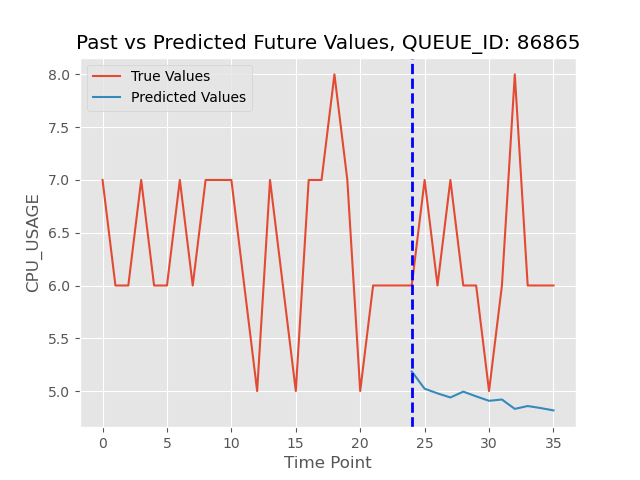 Past vs Predicted Future Values, QUEUE_ID: 86865
True Values
Predicted Values
8.0
7.5
7.0
6.5
6.0
5.5
5.0
CPU_USAGE
0 5 10 15 20 25 30 35
Time Point